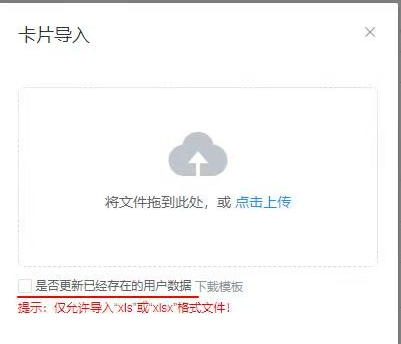 卡片导入
将文件拖到此处，或 点击上传
是否更新已经存在的用户数据 下载模板
提示：仅允许导入“xls”或“xlsx”格式文件！